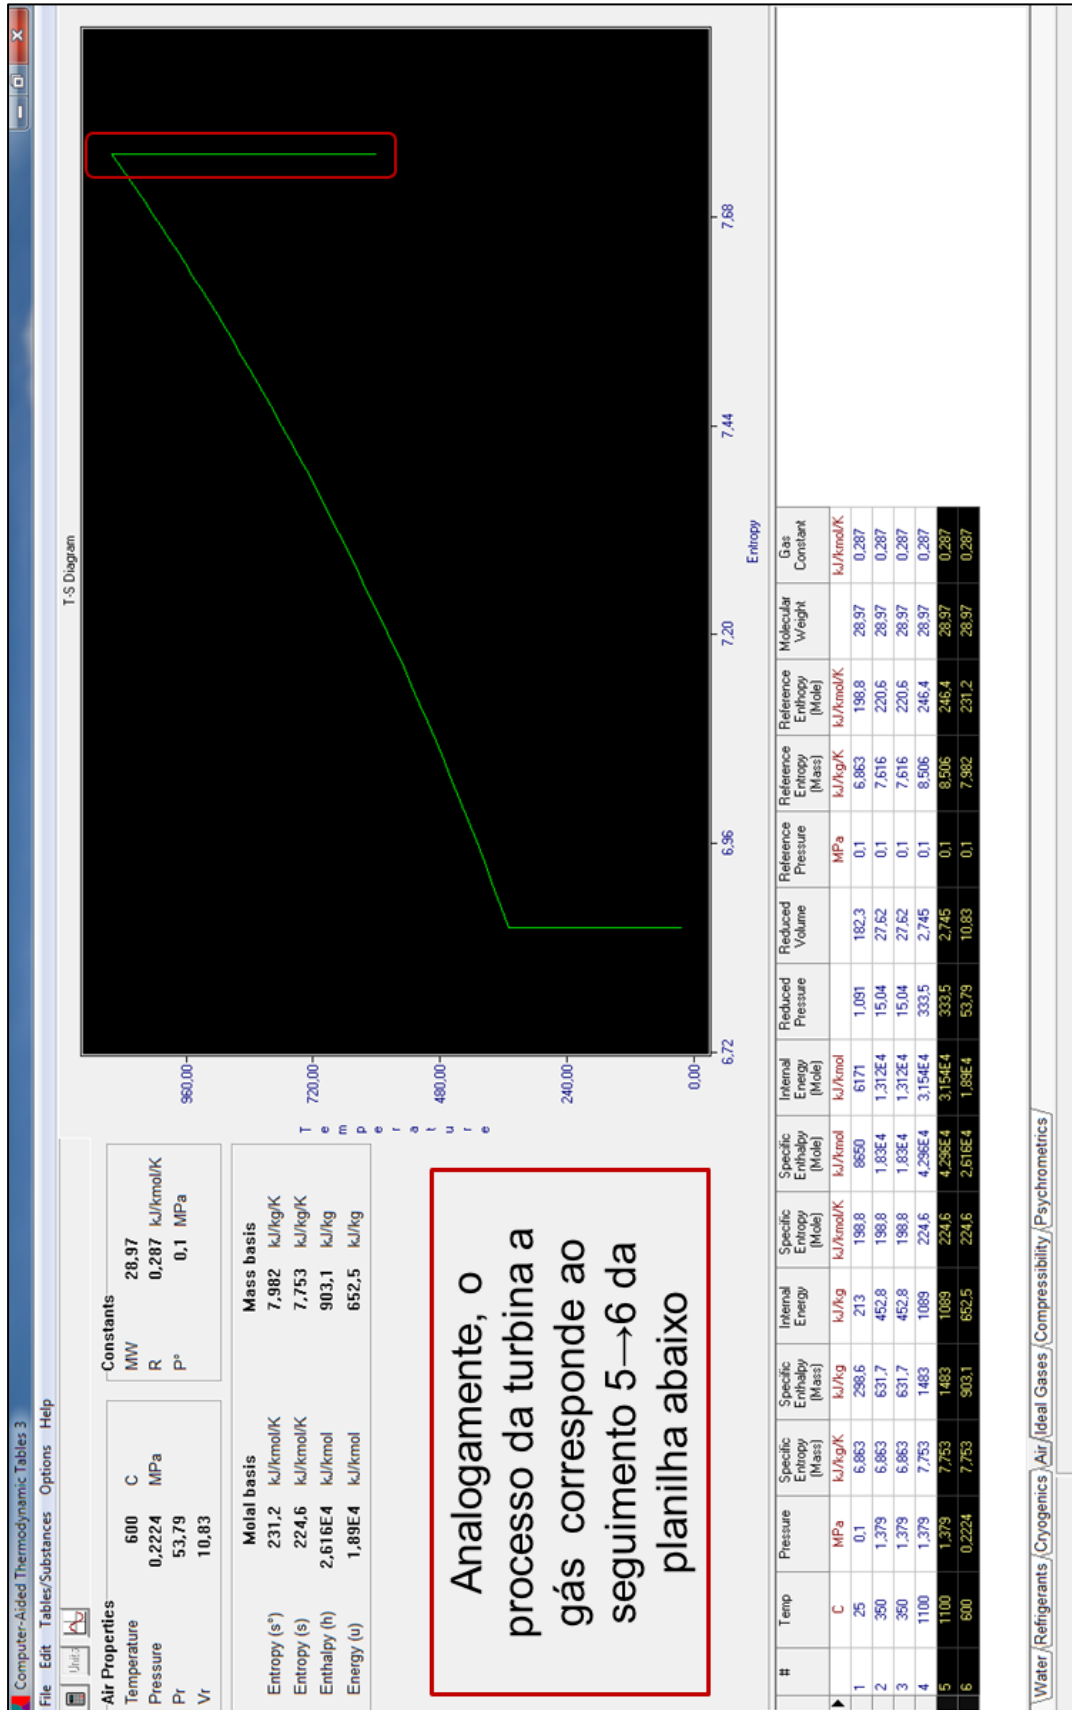 Computer-Aided Thermodynamic Tables 3
File Edit Tables/Substances Options Help
Units
Air Properties
Temperature 600 C
Pressure 0,2224 MPa
Pr 53,79
Vr 10,83
Constants
MW 28,97
R 0,287 kJ/kmol/K
P° 0,1 MPa
Molal basis Mass basis
Entropy (s°) 231,2 kJ/kmol/K 7,982 kJ/kg/K
Entropy (s) 224,6 kJ/kmol/K 7,753 kJ/kg/K
Enthalpy (h) 2,616E4 kJ/kmol 903,1 kJ/kg
Energy (u) 1,89E4 kJ/kmol 652,5 kJ/kg
Analogamente, o
processo da turbina a
gás corresponde ao
seguimento 5→6 da
planilha abaixo
T-S Diagram
Temperature
960,00
720,00
480,00
240,00
0,00
6,72 6,96 7,20 7,44 7,68
Entropy
# Temp Pressure Specific Entropy (Mass) Specific Enthalpy (Mass) Internal Energy Specific Entropy (Mole) Specific Enthalpy (Mole) Internal Energy (Mole) Reduced Pressure Reduced Volume Reference Pressure Reference Entropy (Mass) Reference Enthopy (Mole) Molecular Weight Gas Constant
C MPa kJ/kg/K kJ/kg kJ/kg kJ/kmol/K kJ/kmol kJ/kmol MPa kJ/kg/K kJ/kmol/K kJ/kmol/K
1 25 0,1 6,863 298,6 213 198,8 8650 6171 1,091 182,3 0,1 6,863 198,8 28,97 0,287
2 350 1,379 6,863 631,7 452,8 198,8 1,83E4 1,312E4 15,04 27,62 0,1 7,616 220,6 28,97 0,287
3 350 1,379 6,863 631,7 452,8 198,8 1,83E4 1,312E4 15,04 27,62 0,1 7,616 220,6 28,97 0,287
4 1100 1,379 7,753 1483 1089 224,6 4,296E4 3,154E4 333,5 2,745 0,1 8,506 246,4 28,97 0,287
5 1100 1,379 7,753 1483 1089 224,6 4,296E4 3,154E4 333,5 2,745 0,1 8,506 246,4 28,97 0,287
6 600 0,2224 7,753 903,1 652,5 224,6 2,616E4 1,89E4 53,79 10,83 0,1 7,982 231,2 28,97 0,287
Water Refrigerants Cryogenics Air Ideal Gases Compressibility Psychrometrics